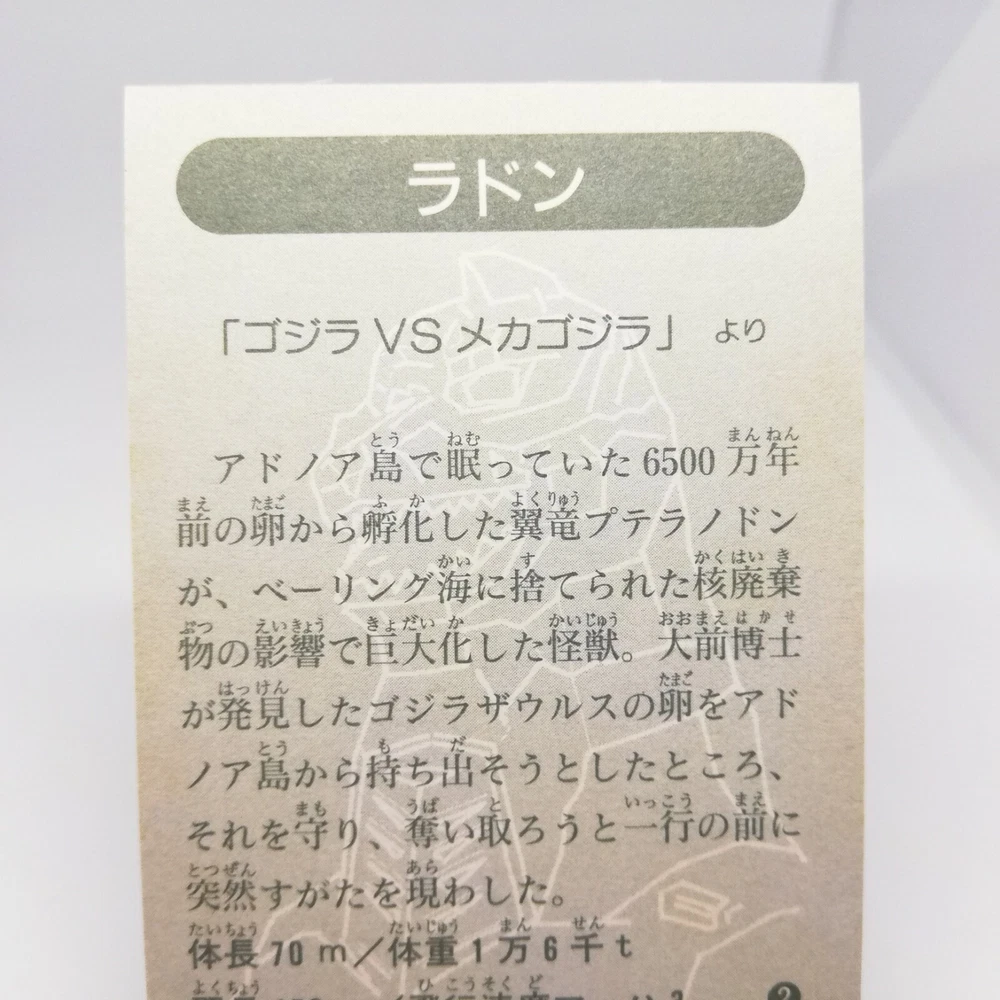 ラドン
「ゴジラVSメカゴジラ」 より
アドノア島で眠っていた6500万年
前の卵から孵化した翼竜プテラノドン
が、ベーリング海に捨てられた核廃棄
物の影響で巨大化した怪獣。大前博士
が発見したゴジラザウルスの卵をアド
ノア島から持ち出そうとしたところ、
それを守り、奪い取ろうと一行の前に
突然すがたを現わした。
体長70m／体重1万6千t